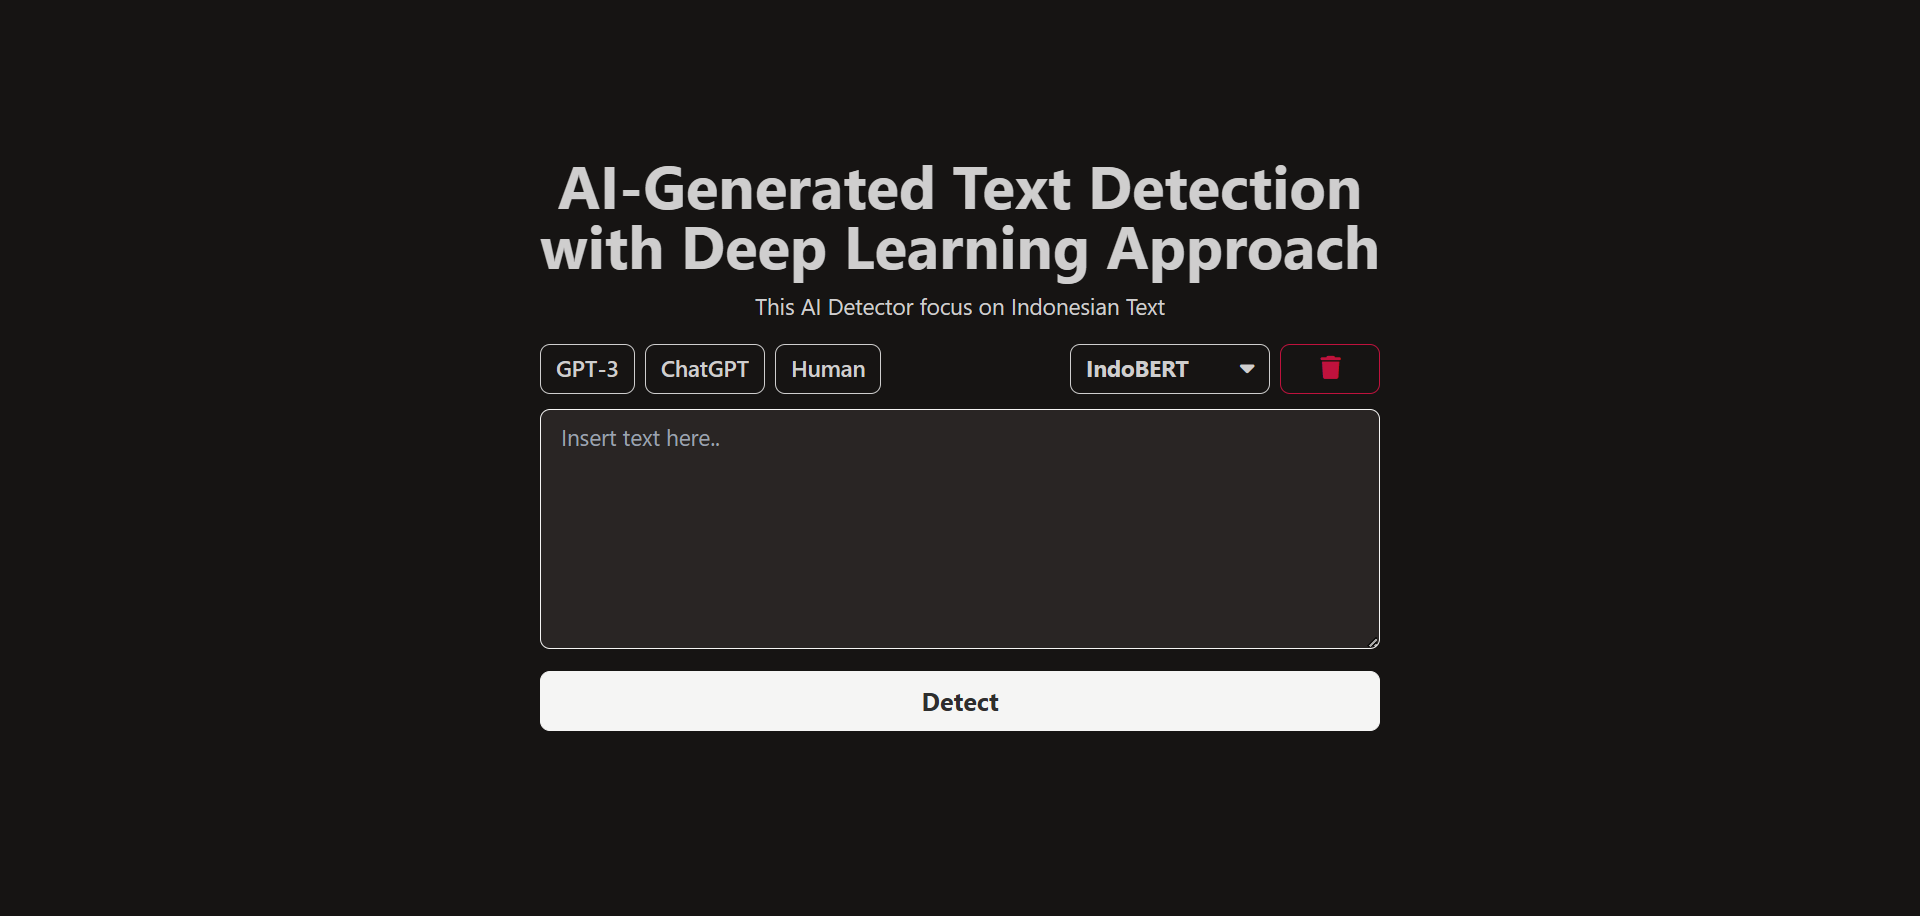 AI-Generated Text Detection
with Deep Learning Approach
This AI Detector focus on Indonesian Text
GPT-3 ChatGPT Human IndoBERT
Insert text here..
Detect